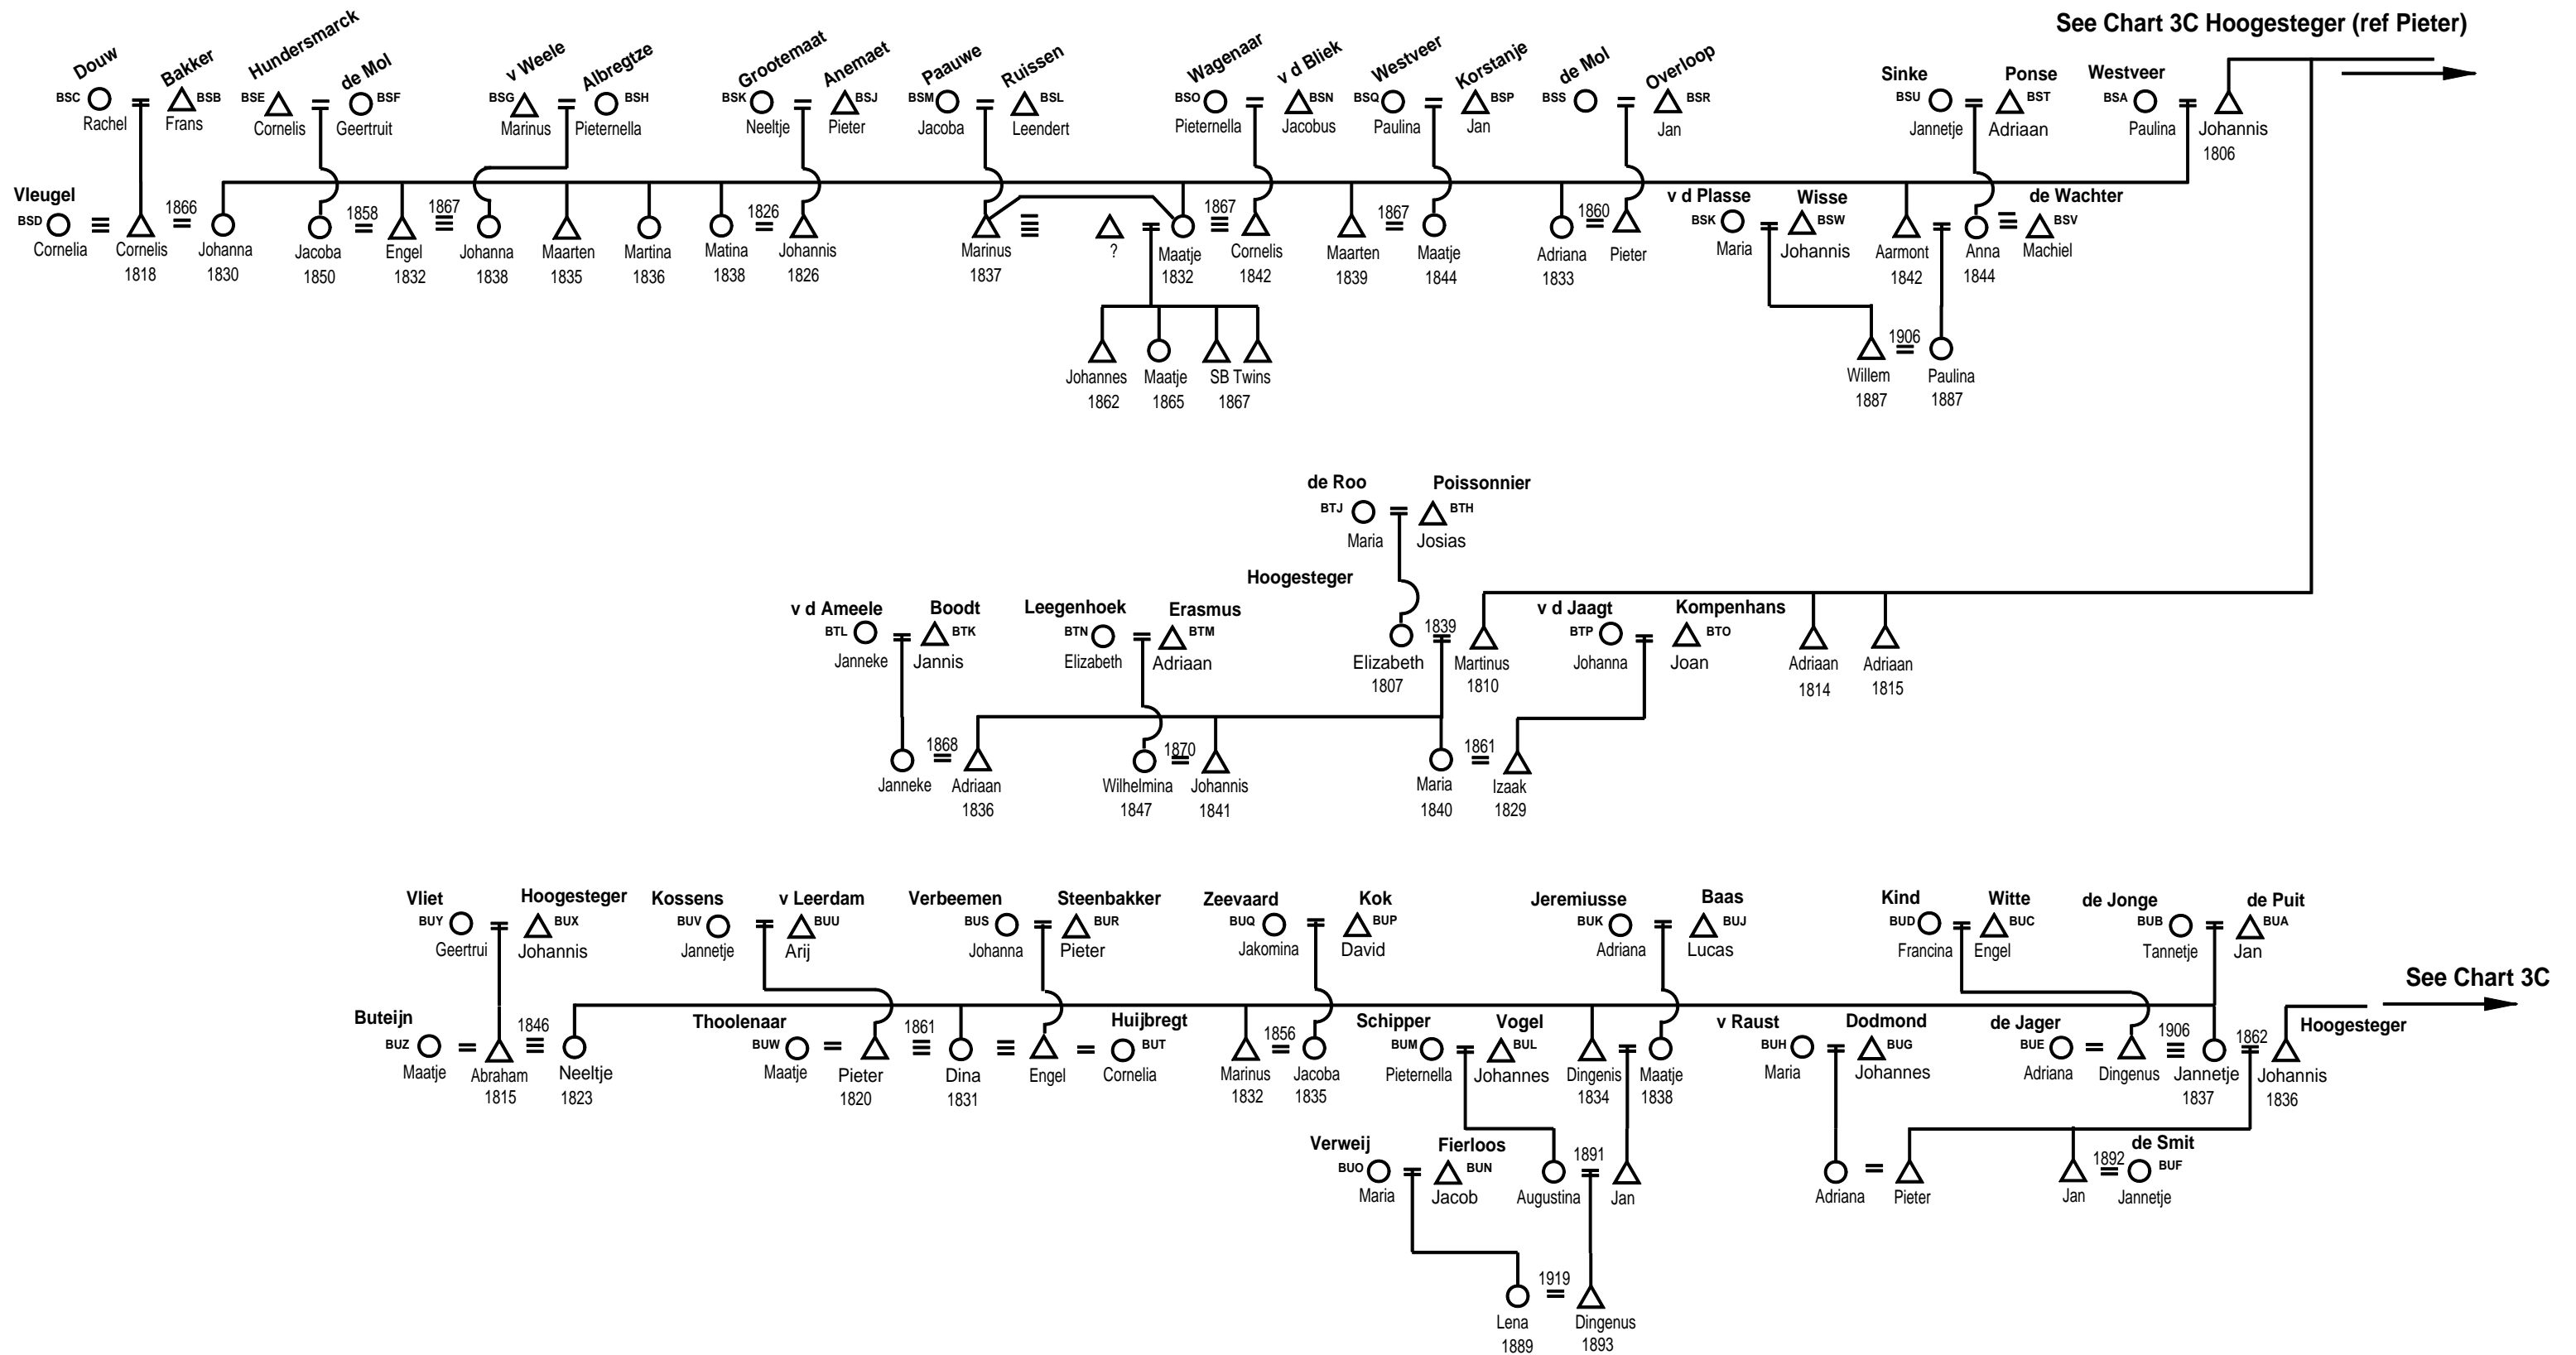 See Chart 3C Hoogesteger (ref Pieter)
Douw Bakker Hundersmarck de Mol v Weele Albregtze Grootemaat Anemaet Paauwe Ruissen Wagenaar v d Bliek Westveer Korstanje de Mol Overloop Sinke Ponse Westveer
BSC BSB BSE BSF BSG BSH BSK BSJ BSM BSL BSO BSN BSQ BSP BSS BSR BSU BST BSA
Rachel Frans Cornelis Geertruit Marinus Pieternella Neeltje Pieter Jacoba Leendert Pieternella Jacobus Paulina Jan Jan Jannetje Adriaan Paulina Johannis
1806
Vleugel v d Plasse Wisse de Wachter
BSD 1866 1858 1867 1826 1867 1867 1860 BSK BSW BSV
Cornelia Cornelis Johanna Jacoba Engel Johanna Maarten Martina Matina Johannis Marinus ? Maatje Cornelis Maarten Maatje Adriana Pieter Maria Johannis Aarmont Anna Machiel
1818 1830 1850 1832 1838 1835 1836 1838 1826 1837 1832 1842 1839 1844 1833 1842 1844
1906
Johannes Maatje SB Twins Willem Paulina
1862 1865 1867 1887 1887
de Roo Poissonnier
BTJ BTH
Maria Josias
Hoogesteger
v d Ameele Boodt Leegenhoek Erasmus v d Jaagt Kompenhans
BTL BTK BTN BTM 1839 BTP BTO
Janneke Jannis Elizabeth Adriaan Elizabeth Martinus Johanna Joan Adriaan Adriaan
1807 1810 1814 1815
1868 1870 1861
Janneke Adriaan Wilhelmina Johannis Maria Izaak
1836 1847 1841 1840 1829
Vliet Hoogesteger Kossens v Leerdam Verbeemen Steenbakker Zeevaard Kok Jeremiusse Baas Kind Witte de Jonge de Puit
BUY BUX BUV BUU BUS BUR BUQ BUP BUK BUJ BUD BUC BUB BUA
Geertrui Johannis Jannetje Arij Johanna Pieter Jakomina David Adriana Lucas Francina Engel Tannetje Jan
See Chart 3C
Buteijn Thoolenaar Huijbregt Schipper Vogel v Raust Dodmond de Jager Hoogesteger
BUZ 1846 BUW 1861 BUT 1856 BUM BUL BUH BUG BUE 1906 1862
Maatje Abraham Neeltje Maatje Pieter Dina Engel Cornelia Marinus Jacoba Pieternella Johannes Dingenis Maatje Maria Johannes Adriana Dingenus Jannetje Johannis
1815 1823 1820 1831 1832 1835 1834 1838 1837 1836
Verweij Fierloos de Smit
BUO BUN 1891 1892 BUF
Maria Jacob Augustina Jan Adriana Pieter Jan Jannetje
1919
Lena Dingenus
1889 1893